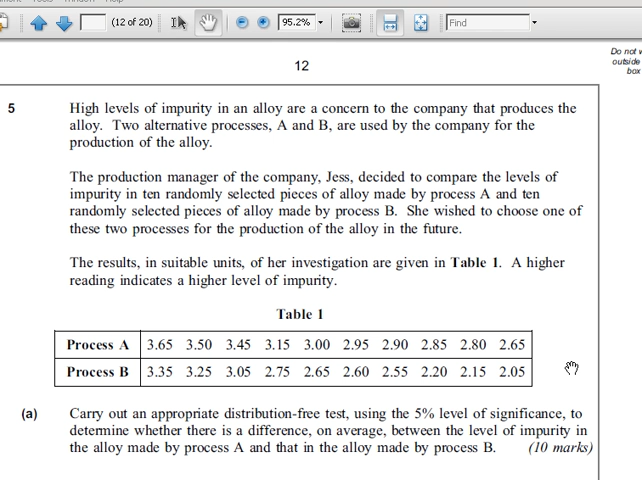 (12 of 20)
95.2%
Find
Do not w
outside
box
12
5 High levels of impurity in an alloy are a concern to the company that produces the
alloy. Two alternative processes, A and B, are used by the company for the
production of the alloy.
The production manager of the company, Jess, decided to compare the levels of
impurity in ten randomly selected pieces of alloy made by process A and ten
randomly selected pieces of alloy made by process B. She wished to choose one of
these two processes for the production of the alloy in the future.
The results, in suitable units, of her investigation are given in Table 1. A higher
reading indicates a higher level of impurity.
Table 1
Process A 3.65 3.50 3.45 3.15 3.00 2.95 2.90 2.85 2.80 2.65
Process B 3.35 3.25 3.05 2.75 2.65 2.60 2.55 2.20 2.15 2.05
(a) Carry out an appropriate distribution-free test, using the 5% level of significance, to
determine whether there is a difference, on average, between the level of impurity in
the alloy made by process A and that in the alloy made by process B. (10 marks)